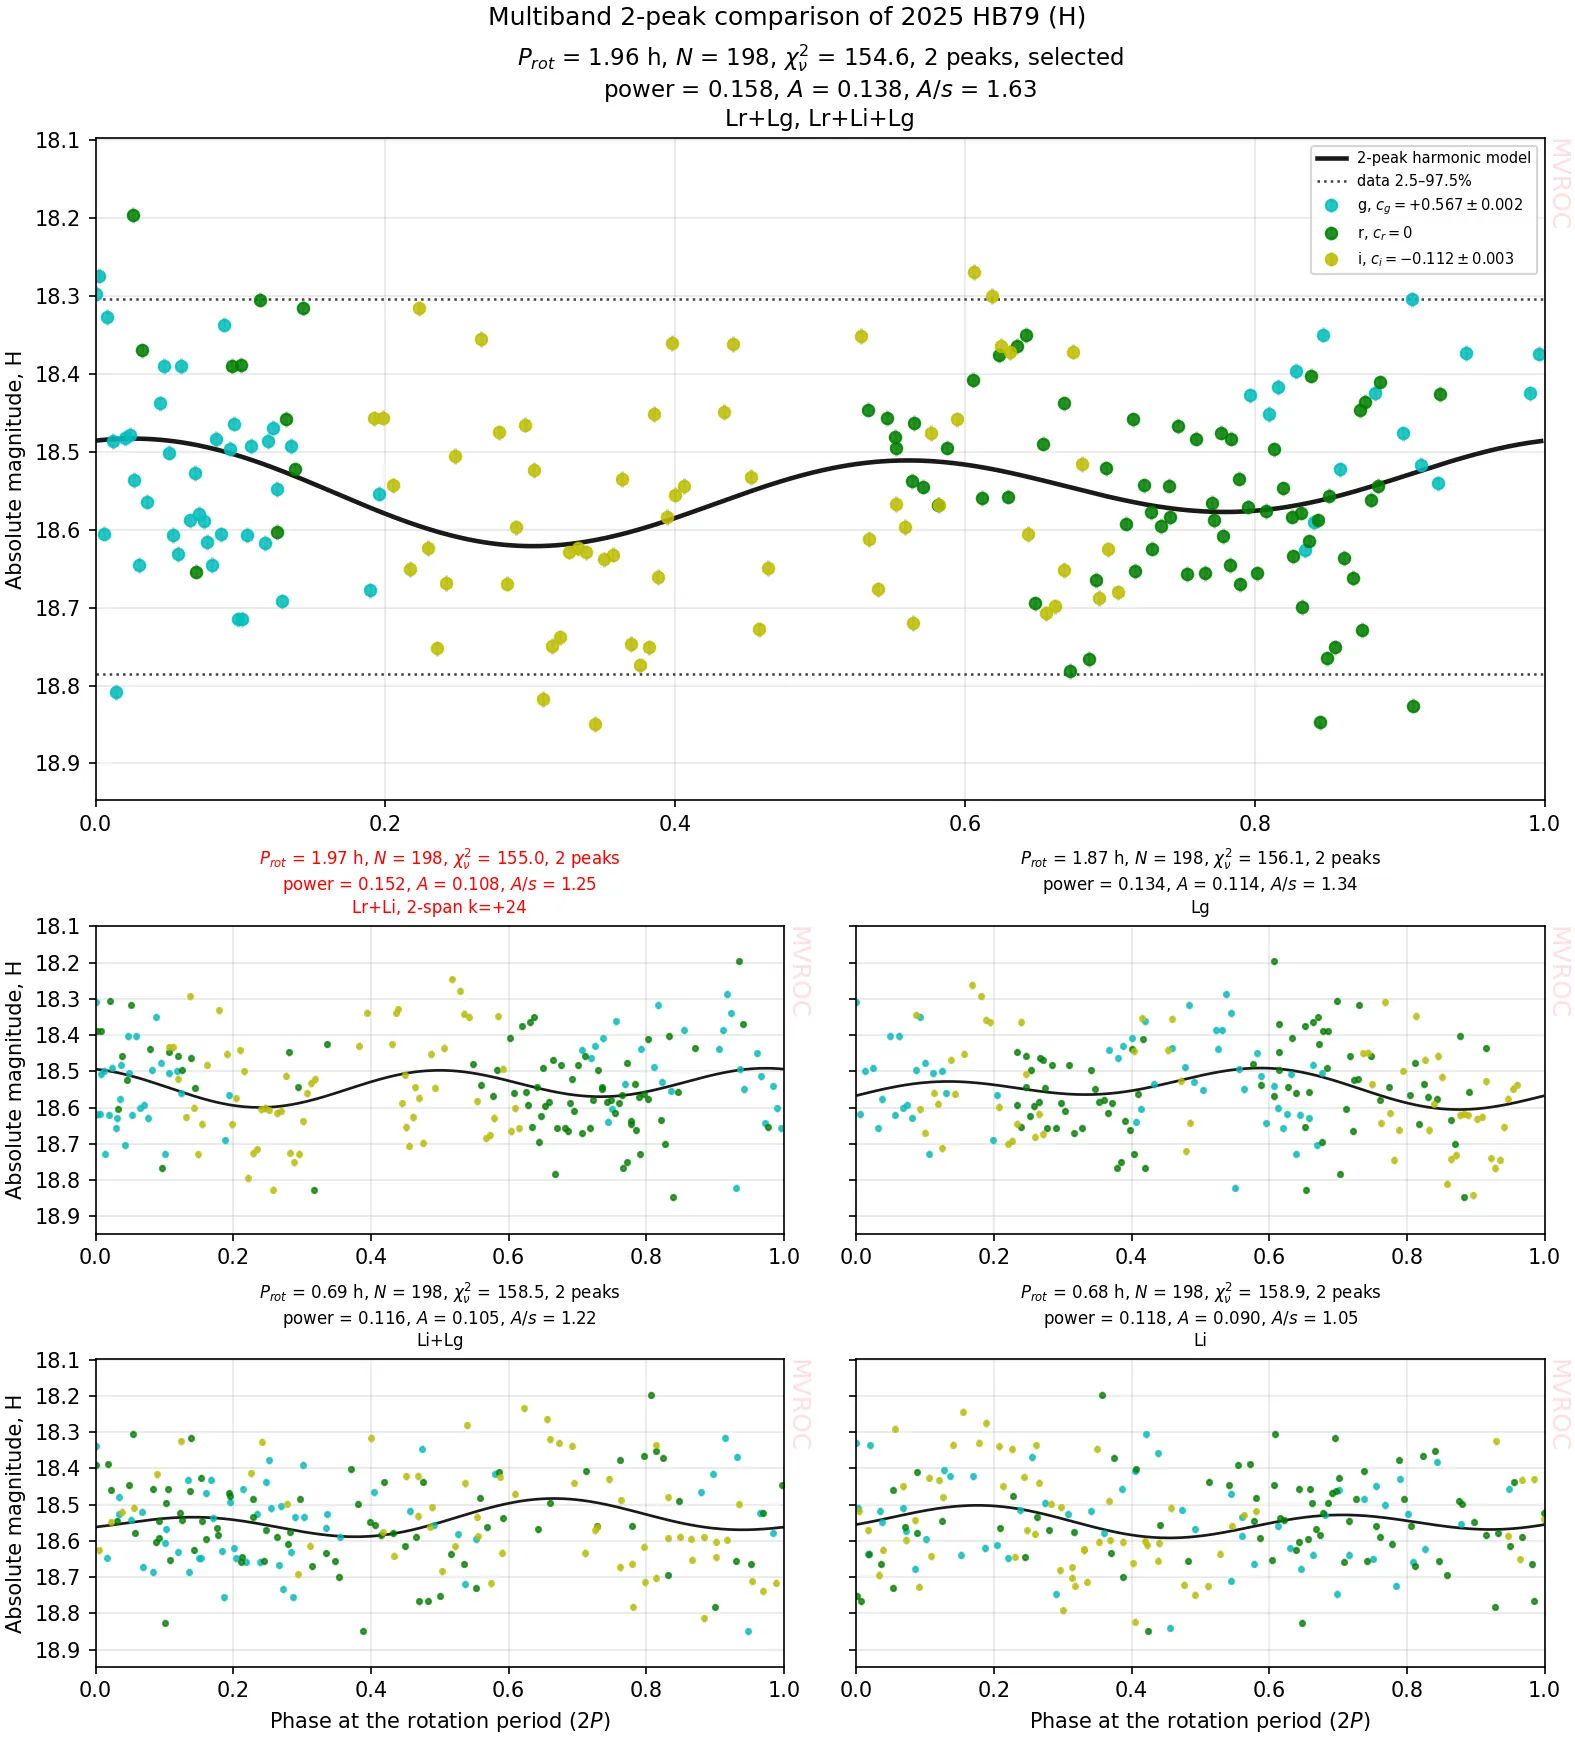 Multiband 2-peak comparison of 2025 HB79 (H)
P_rot = 1.96 h, N = 198, χ²_ν = 154.6, 2 peaks, selected
power = 0.158, A = 0.138, A/s = 1.63
Lr+Lg, Lr+Li+Lg
2-peak harmonic model
data 2.5–97.5%
g, c_g = +0.567 ± 0.002
r, c_r = 0
i, c_i = −0.112 ± 0.003
MVROC
Absolute magnitude, H
18.1
18.2
18.3
18.4
18.5
18.6
18.7
18.8
18.9
0.0 0.2 0.4 0.6 0.8 1.0
P_rot = 1.97 h, N = 198, χ²_ν = 155.0, 2 peaks
power = 0.152, A = 0.108, A/s = 1.25
Lr+Li, 2-span k=+24
MVROC
Absolute magnitude, H
18.1
18.2
18.3
18.4
18.5
18.6
18.7
18.8
18.9
0.0 0.2 0.4 0.6 0.8 1.0
P_rot = 1.87 h, N = 198, χ²_ν = 156.1, 2 peaks
power = 0.134, A = 0.114, A/s = 1.34
Lg
MVROC
0.0 0.2 0.4 0.6 0.8 1.0
P_rot = 0.69 h, N = 198, χ²_ν = 158.5, 2 peaks
power = 0.116, A = 0.105, A/s = 1.22
Li+Lg
MVROC
Absolute magnitude, H
18.1
18.2
18.3
18.4
18.5
18.6
18.7
18.8
18.9
0.0 0.2 0.4 0.6 0.8 1.0
Phase at the rotation period (2P)
P_rot = 0.68 h, N = 198, χ²_ν = 158.9, 2 peaks
power = 0.118, A = 0.090, A/s = 1.05
Li
MVROC
0.0 0.2 0.4 0.6 0.8 1.0
Phase at the rotation period (2P)